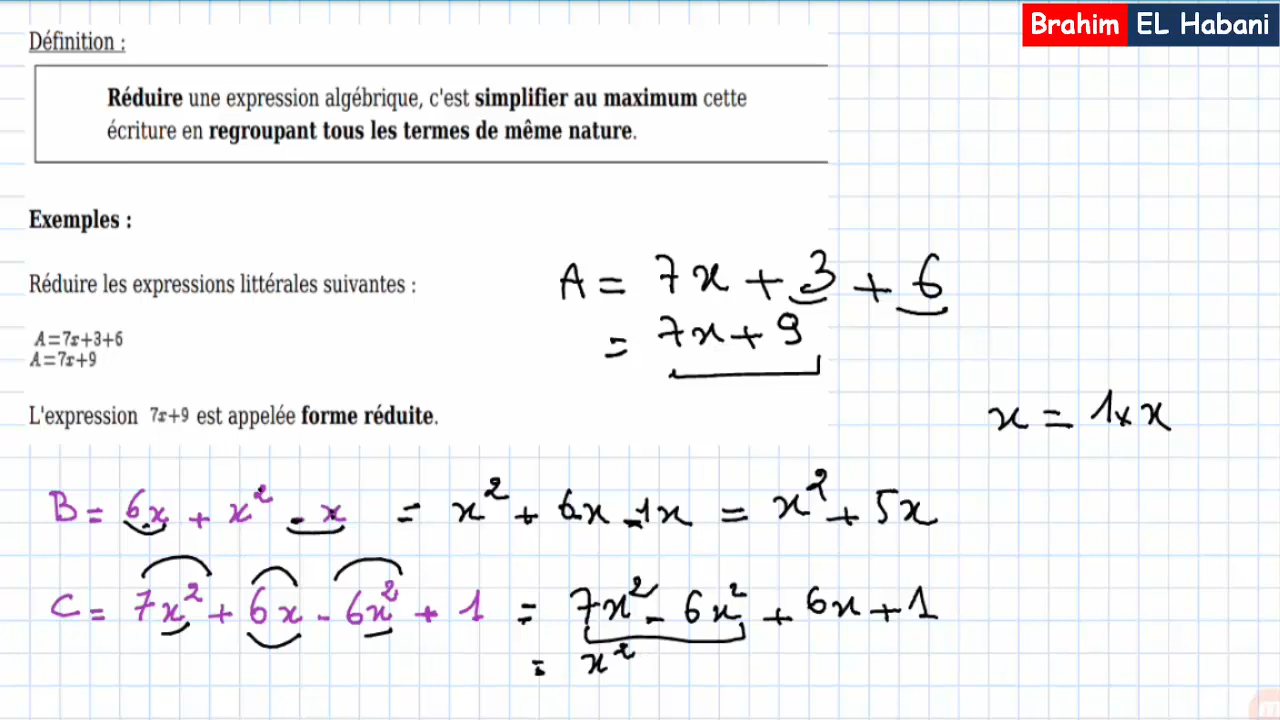 Brahim EL Habani
Définition :
Réduire une expression algébrique, c'est simplifier au maximum cette
écriture en regroupant tous les termes de même nature.
Exemples :
Réduire les expressions littérales suivantes :
A=7x+3+6
A=7x+9
L'expression 7x+9 est appelée forme réduite.
A = 7x + 3 + 6
= 7x + 9
x = 1 × x
B = 6x + x² - x = x² + 6x - 1x = x² + 5x
C = 7x² + 6x - 6x² + 1 = 7x² - 6x² + 6x + 1
= x²